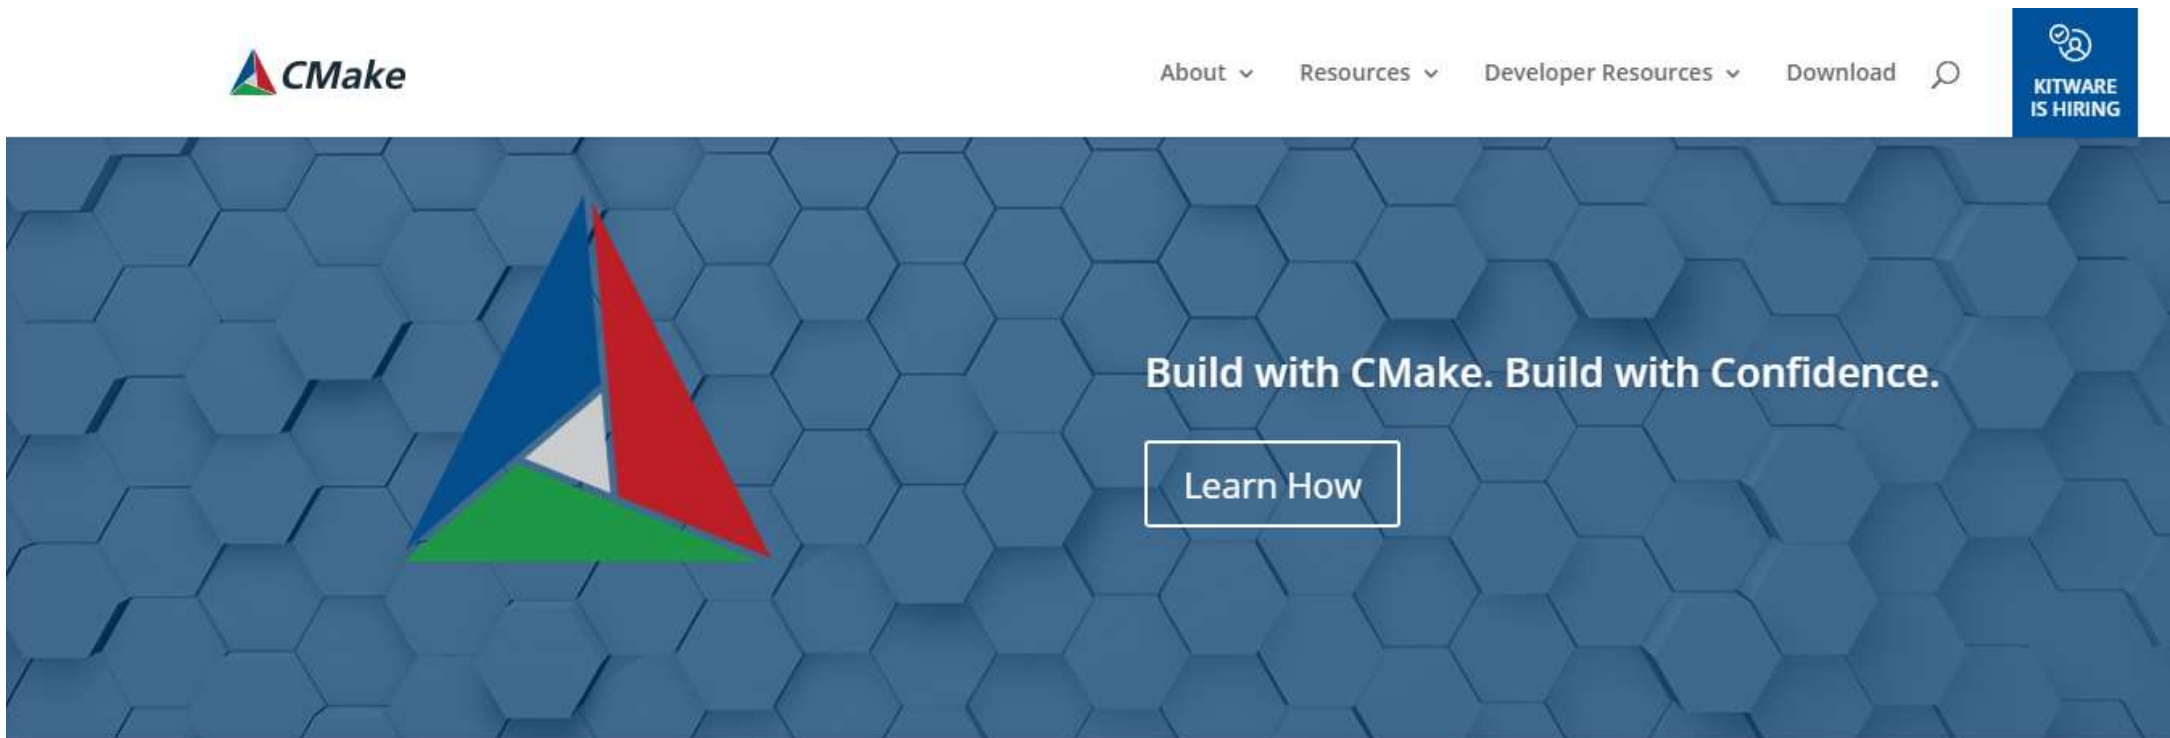 CMake
About
Resources
Developer Resources
Download
KITWARE
IS HIRING
Build with CMake. Build with Confidence.
Learn How